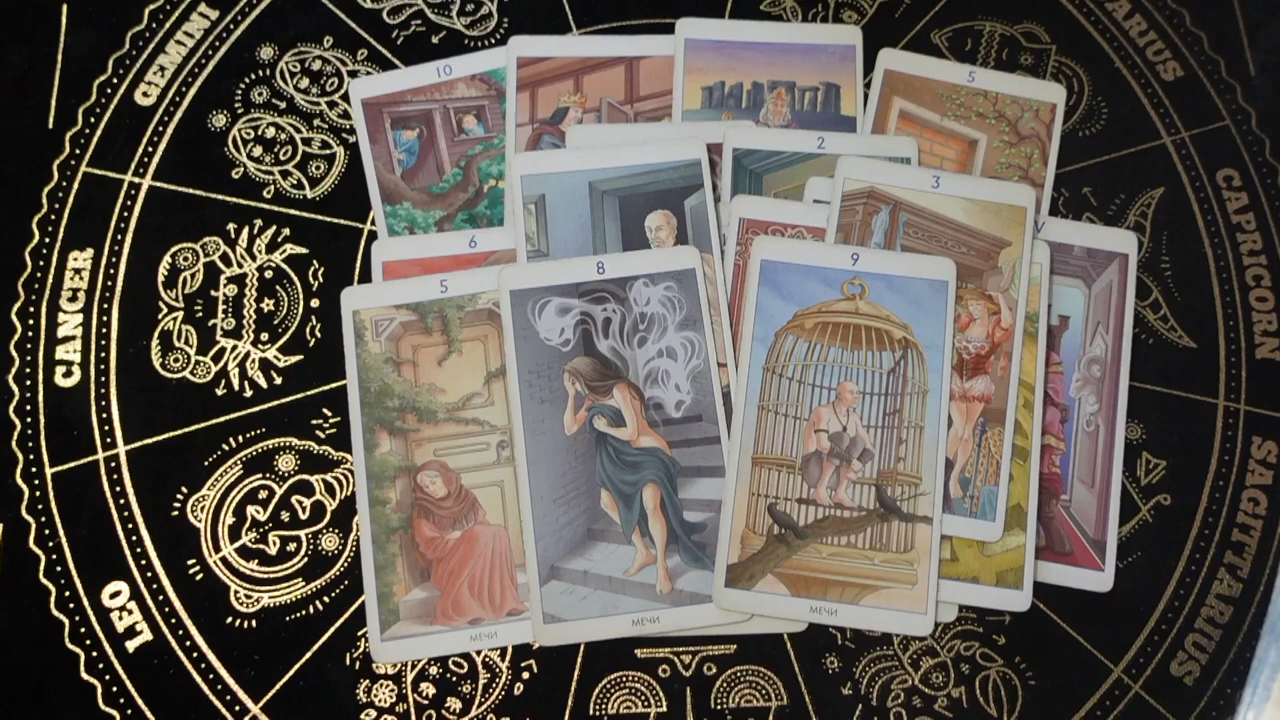 GEMINI
CANCER
LEO
ARIUS
CAPRICORN
SAGITTARIUS
10
5
2
3
6
V
5
МЕЧИ
8
МЕЧИ
9
МЕЧИ